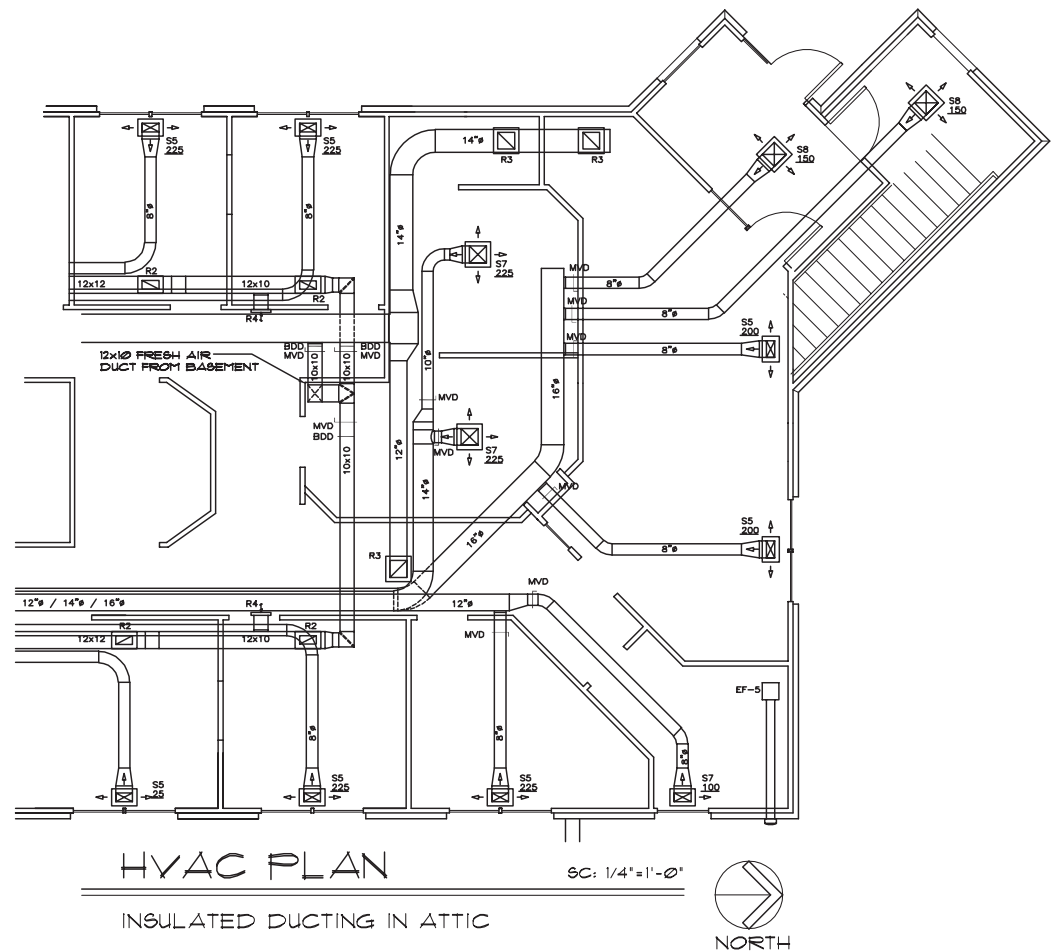 S8
150
S5
225
S5
225
14"ø
R3
R3
S8
150
8"ø
8"ø
14"ø
S7
225
MVD
8"ø
R2
12x12
12x10
R2
MVD
8"ø
R4
S5
200
MVD
8"ø
BDD
MVD
BDD
MVD
12x10 FRESH AIR
DUCT FROM BASEMENT
10x10
10x10
10"ø
16"ø
MVD
MVD
BDD
12"ø
MVD
S7
225
10x10
14"ø
MVD
S5
200
16"ø
8"ø
R3
MVD
12"ø / 14"ø / 16"ø
R4
12"ø
R2
12x12
12x10
R2
MVD
EF-5
8"ø
8"ø
8"ø
S5
25
S5
225
S5
225
S7
100
HVAC PLAN
SC: 1/4"=1'-0"
INSULATED DUCTING IN ATTIC
NORTH